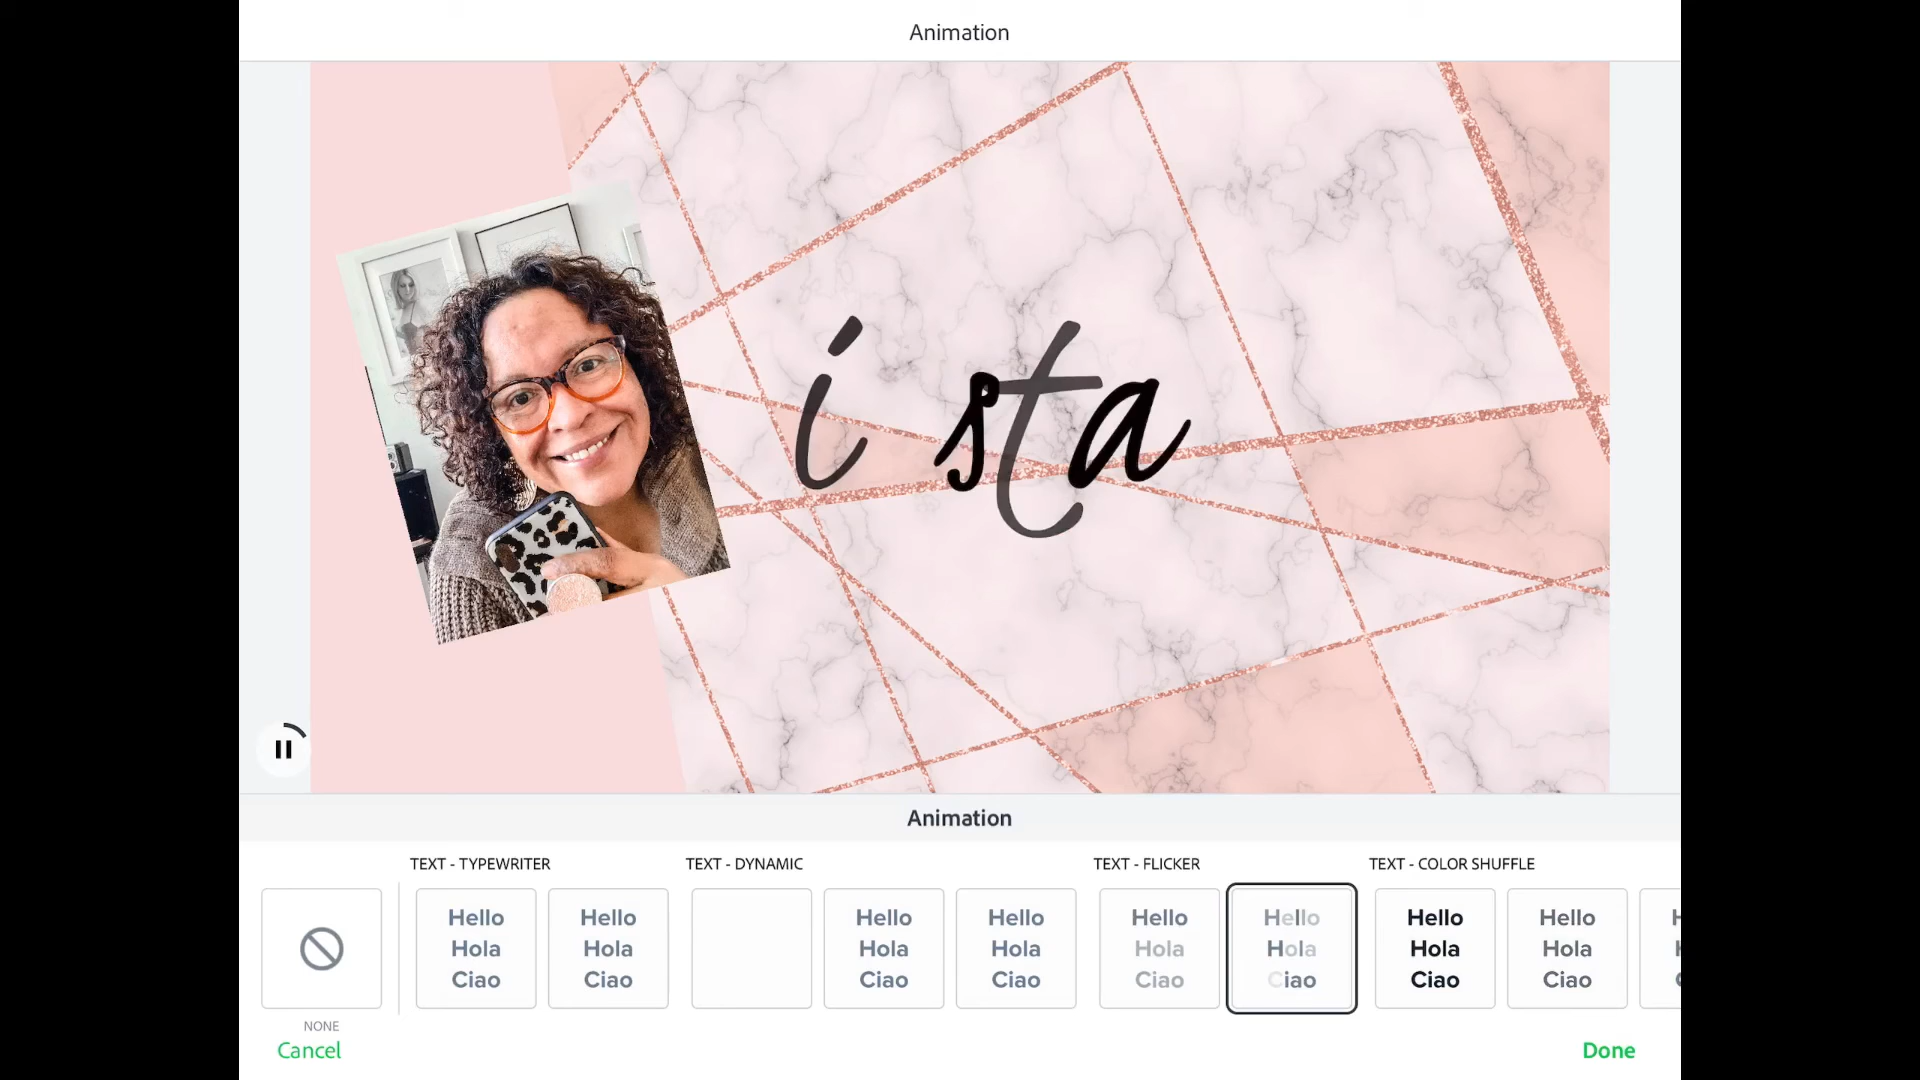 Animation
i sta
Animation
TEXT - TYPEWRITER
TEXT - DYNAMIC
TEXT - FLICKER
TEXT - COLOR SHUFFLE
Hello
Hola
Ciao
Hello
Hola
Ciao
Hello
Hola
Ciao
Hello
Hola
Ciao
Hello
Hola
Ciao
Hello
Hola
Ciao
Hello
Hola
Ciao
Hello
Hola
Ciao
NONE
Cancel
Done